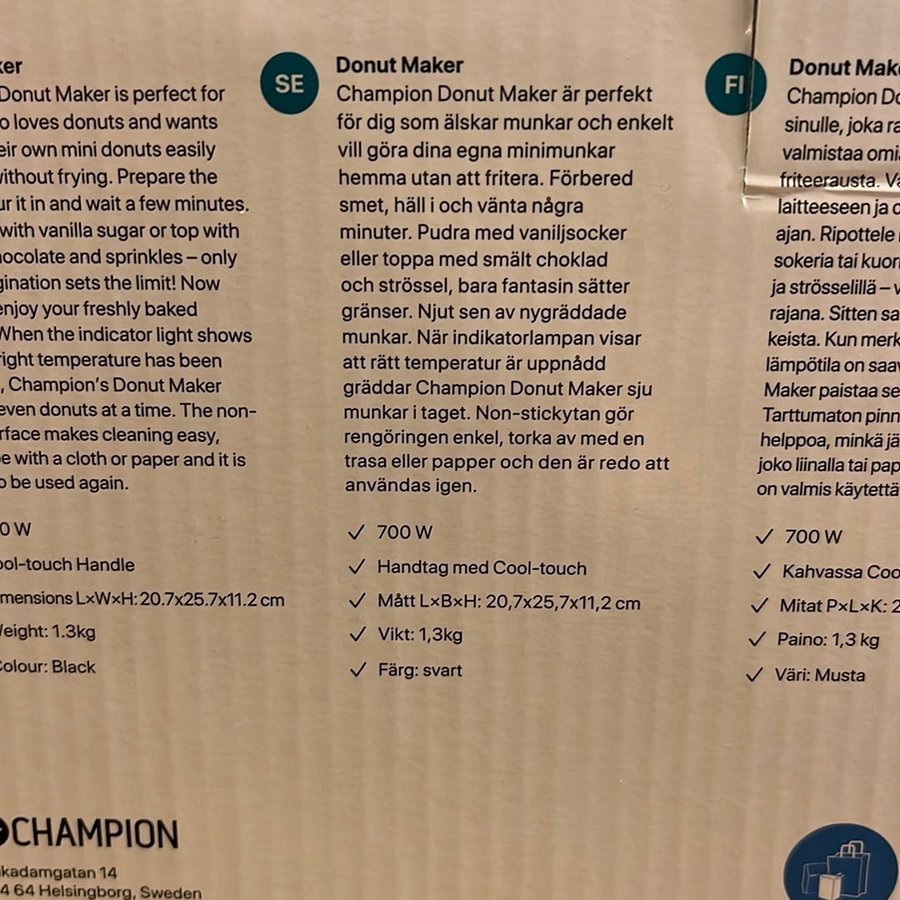 ker
Donut Maker is perfect for
o loves donuts and wants
eir own mini donuts easily
without frying. Prepare the
ur it in and wait a few minutes.
with vanilla sugar or top with
hocolate and sprinkles – only
gination sets the limit! Now
enjoy your freshly baked
When the indicator light shows
right temperature has been
, Champion's Donut Maker
even donuts at a time. The non-
rface makes cleaning easy,
e with a cloth or paper and it is
o be used again.
0 W
ool-touch Handle
mensions L×W×H: 20.7x25.7x11.2 cm
Weight: 1.3kg
Colour: Black
SE
Donut Maker
Champion Donut Maker är perfekt
för dig som älskar munkar och enkelt
vill göra dina egna minimunkar
hemma utan att fritera. Förbered
smet, häll i och vänta några
minuter. Pudra med vaniljsocker
eller toppa med smält choklad
och strössel, bara fantasin sätter
gränser. Njut sen av nygräddade
munkar. När indikatorlampan visar
att rätt temperatur är uppnådd
gräddar Champion Donut Maker sju
munkar i taget. Non-stickytan gör
rengöringen enkel, torka av med en
trasa eller papper och den är redo att
användas igen.
✓ 700 W
✓ Handtag med Cool-touch
✓ Mått L×B×H: 20,7x25,7x11,2 cm
✓ Vikt: 1,3kg
✓ Färg: svart
FI
Donut Mak
Champion Do
sinulle, joka ra
valmistaa omi
friteerausta. Va
laitteeseen ja o
ajan. Ripottele
sokeria tai kuor
ja strösselillä – v
rajana. Sitten sa
keista. Kun merk
lämpötila on saav
Maker paistaa se
Tarttumaton pinn
helppoa, minkä jä
joko liinalla tai pap
on valmis käytettä
✓ 700 W
✓ Kahvassa Coo
✓ Mitat P×L×K: 2
✓ Paino: 1,3 kg
✓ Väri: Musta
CHAMPION
kadamgatan 14
4 64 Helsingborg, Sweden